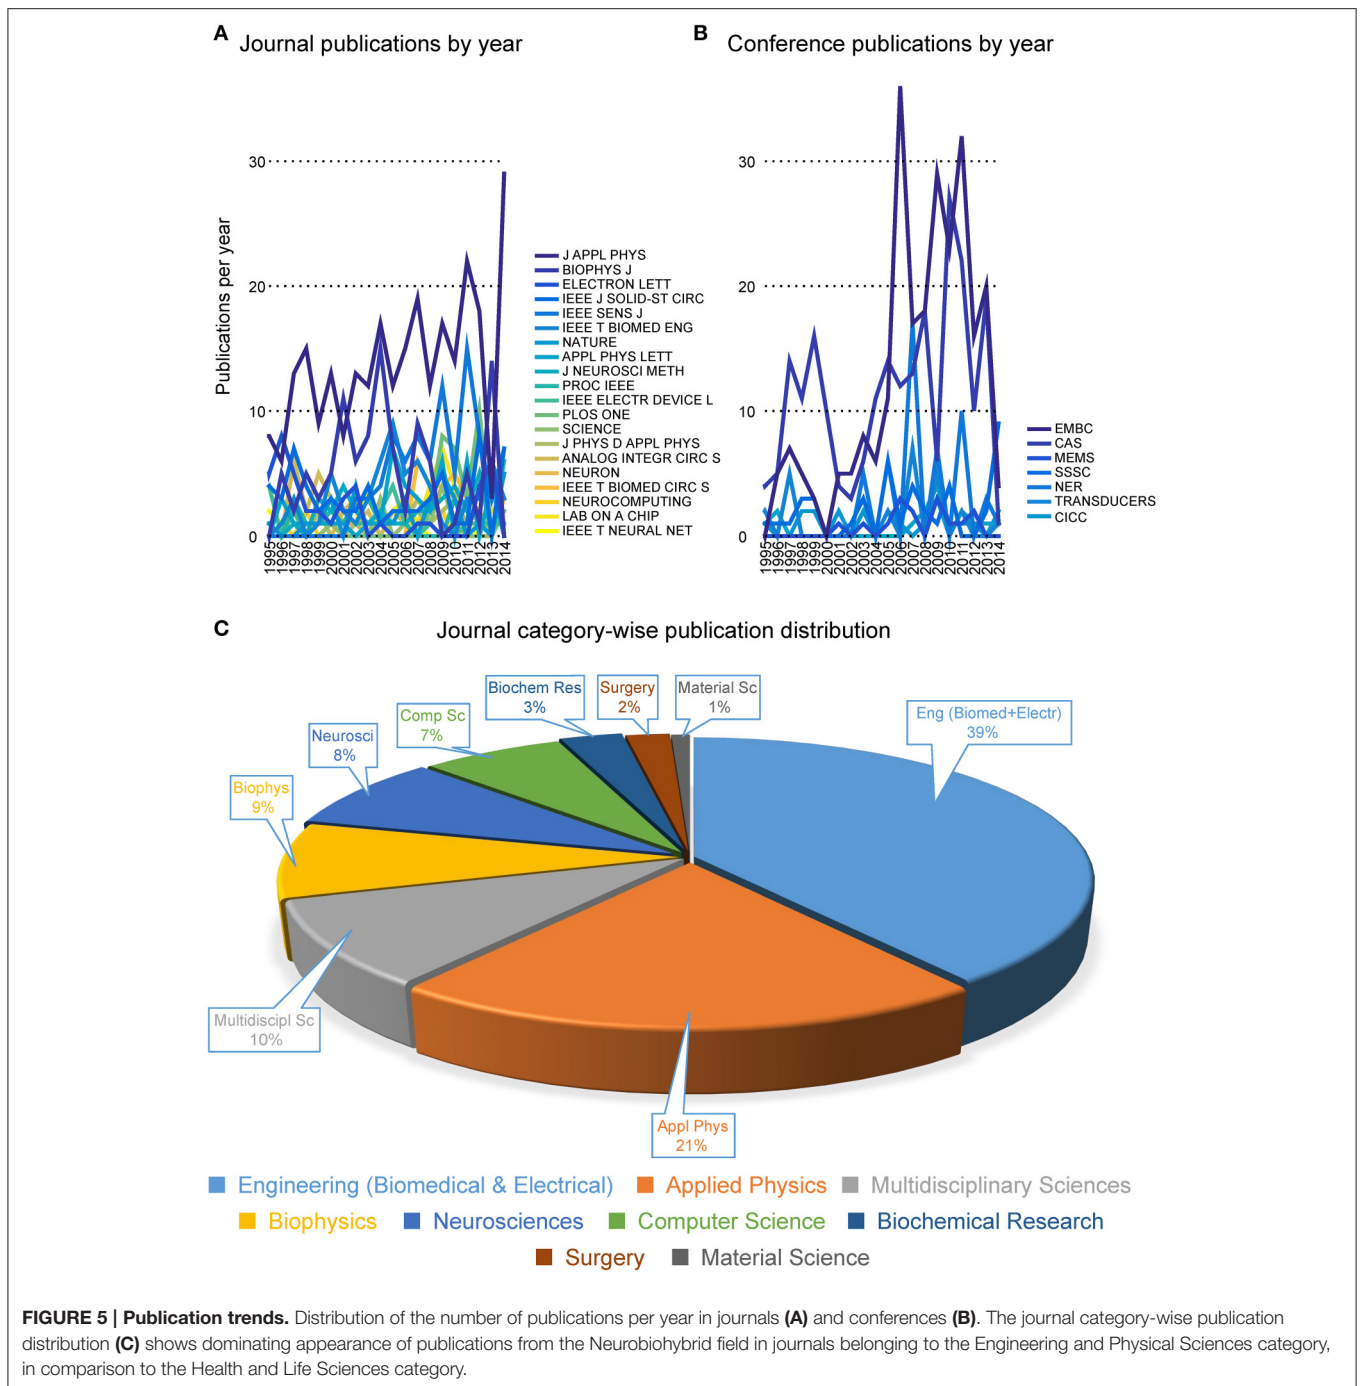 A Journal publications by year
30
20
10
0
Publications per year
1995 1996 1997 1998 1999 2000 2001 2002 2003 2004 2005 2006 2007 2008 2009 2010 2011 2012 2013 2014
J APPL PHYS
BIOPHYS J
ELECTRON LETT
IEEE J SOLID-ST CIRC
IEEE SENS J
IEEE T BIOMED ENG
NATURE
APPL PHYS LETT
J NEUROSCI METH
PROC IEEE
IEEE ELECTR DEVICE L
PLOS ONE
SCIENCE
J PHYS D APPL PHYS
ANALOG INTEGR CIRC S
NEURON
IEEE T BIOMED CIRC S
NEUROCOMPUTING
LAB ON A CHIP
IEEE T NEURAL NET
B Conference publications by year
30
20
10
0
1995 1996 1997 1998 1999 2000 2001 2002 2003 2004 2005 2006 2007 2008 2009 2010 2011 2012 2013 2014
EMBC
CAS
MEMS
SSSC
NER
TRANSDUCERS
CICC
C Journal category-wise publication distribution
Biochem Res
3%
Surgery
2%
Material Sc
1%
Eng (Biomed+Electr)
39%
Comp Sc
7%
Neurosci
8%
Biophys
9%
Multidiscipl Sc
10%
Appl Phys
21%
Engineering (Biomedical & Electrical) Applied Physics Multidisciplinary Sciences
Biophysics Neurosciences Computer Science Biochemical Research
Surgery Material Science
FIGURE 5 | Publication trends. Distribution of the number of publications per year in journals (A) and conferences (B). The journal category-wise publication
distribution (C) shows dominating appearance of publications from the Neurobiohybrid field in journals belonging to the Engineering and Physical Sciences category,
in comparison to the Health and Life Sciences category.